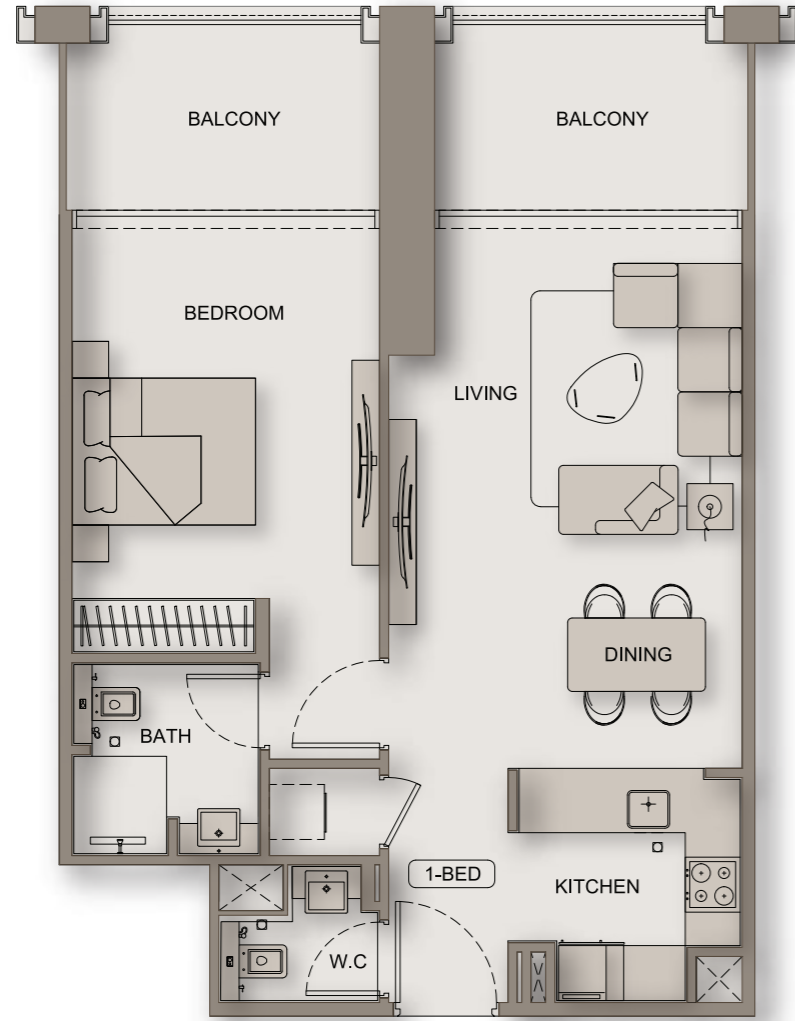 BALCONY
BALCONY
BEDROOM
LIVING
DINING
BATH
1-BED
KITCHEN
W.C